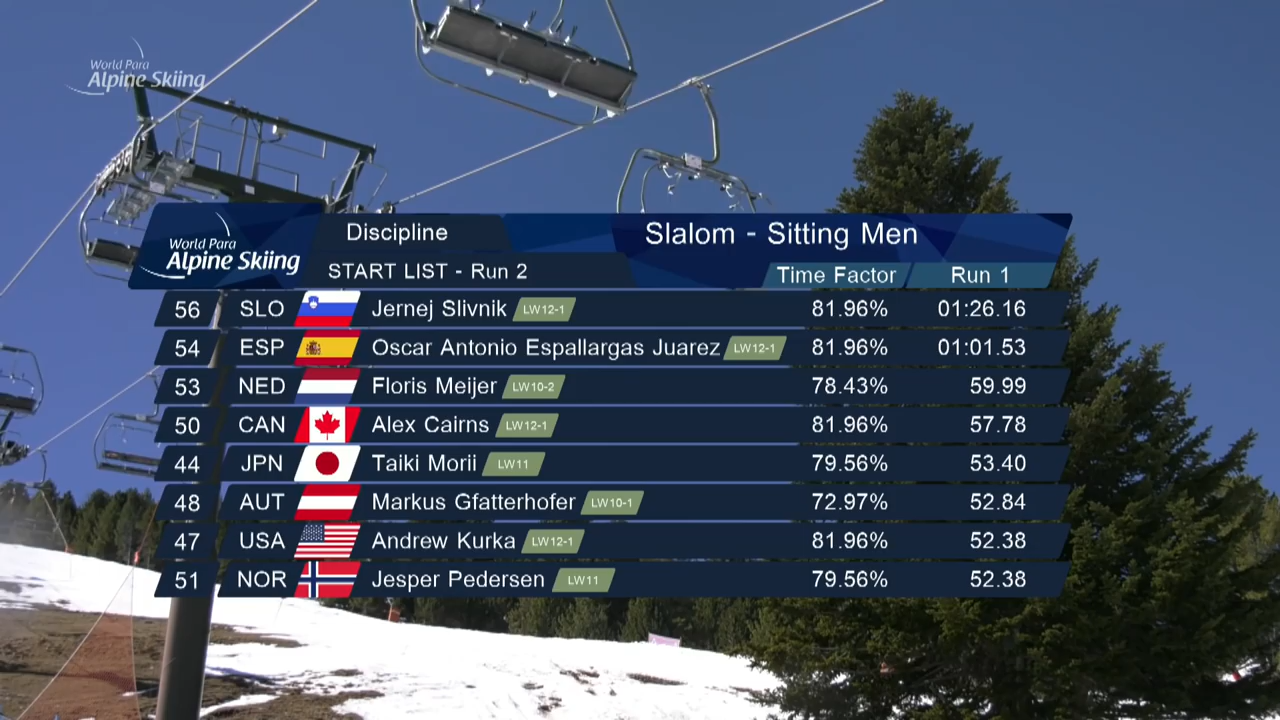 World Para
Alpine Skiing
World Para
Alpine Skiing
Discipline
Slalom - Sitting Men
START LIST - Run 2
Time Factor
Run 1
56 SLO Jernej Slivnik LW12-1 81.96% 01:26.16
54 ESP Oscar Antonio Espallargas Juarez LW12-1 81.96% 01:01.53
53 NED Floris Meijer LW10-2 78.43% 59.99
50 CAN Alex Cairns LW12-1 81.96% 57.78
44 JPN Taiki Morii LW11 79.56% 53.40
48 AUT Markus Gfatterhofer LW10-1 72.97% 52.84
47 USA Andrew Kurka LW12-1 81.96% 52.38
51 NOR Jesper Pedersen LW11 79.56% 52.38